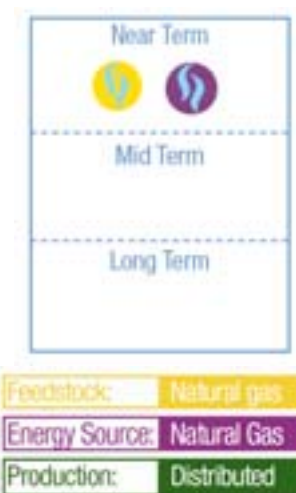 Near Term
Mid Term
Long Term
Feedstock: Natural gas
Energy Source: Natural Gas
Production: Distributed